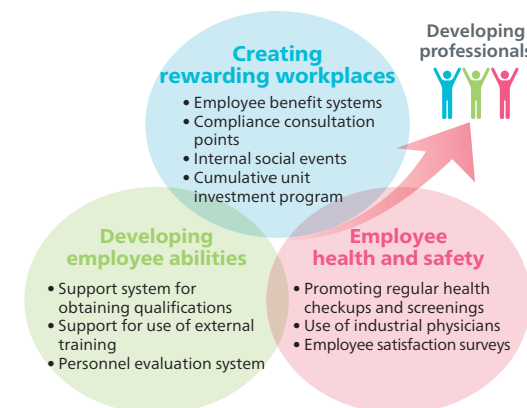 Developing
professionals
Creating
rewarding workplaces
• Employee benefit systems
• Compliance consultation
points
• Internal social events
• Cumulative unit
investment program
Developing
employee abilities
• Support system for
obtaining qualifications
• Support for use of external
training
• Personnel evaluation system
Employee
health and safety
• Promoting regular health
checkups and screenings
• Use of industrial physicians
• Employee satisfaction surveys